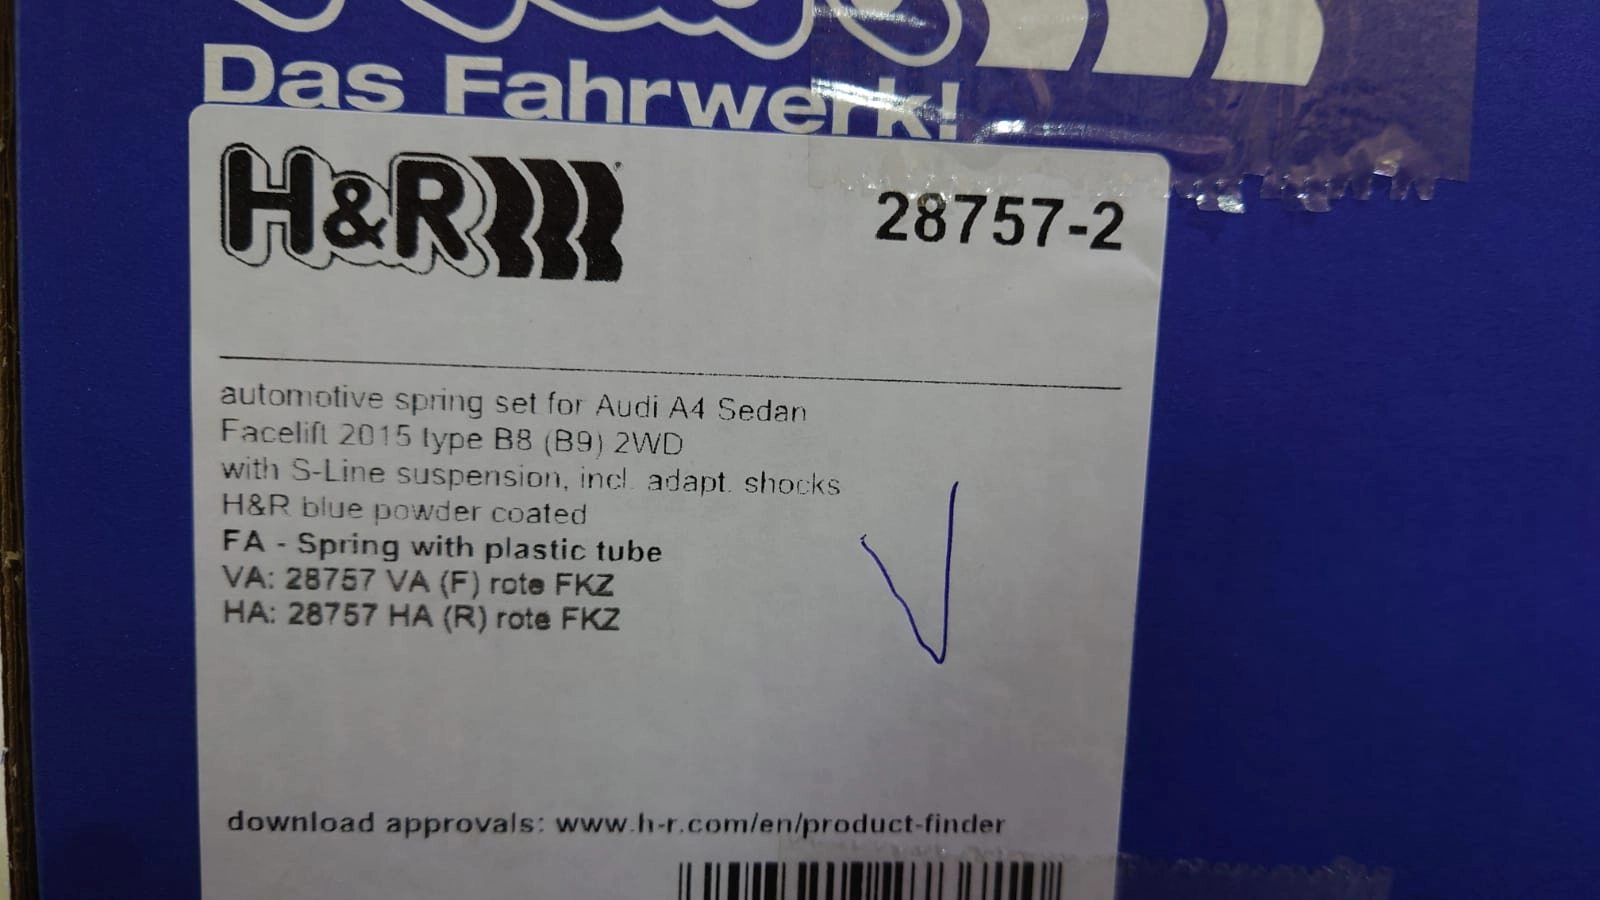 Das Fahrwerk!
H&R
28757-2
automotive spring set for Audi A4 Sedan
Facelift 2015 type B8 (B9) 2WD
with S-Line suspension, incl. adapt. shocks
H&R blue powder coated
FA - Spring with plastic tube
VA: 28757 VA (F) rote FKZ
HA: 28757 HA (R) rote FKZ
download approvals: www.h-r.com/en/product-finder